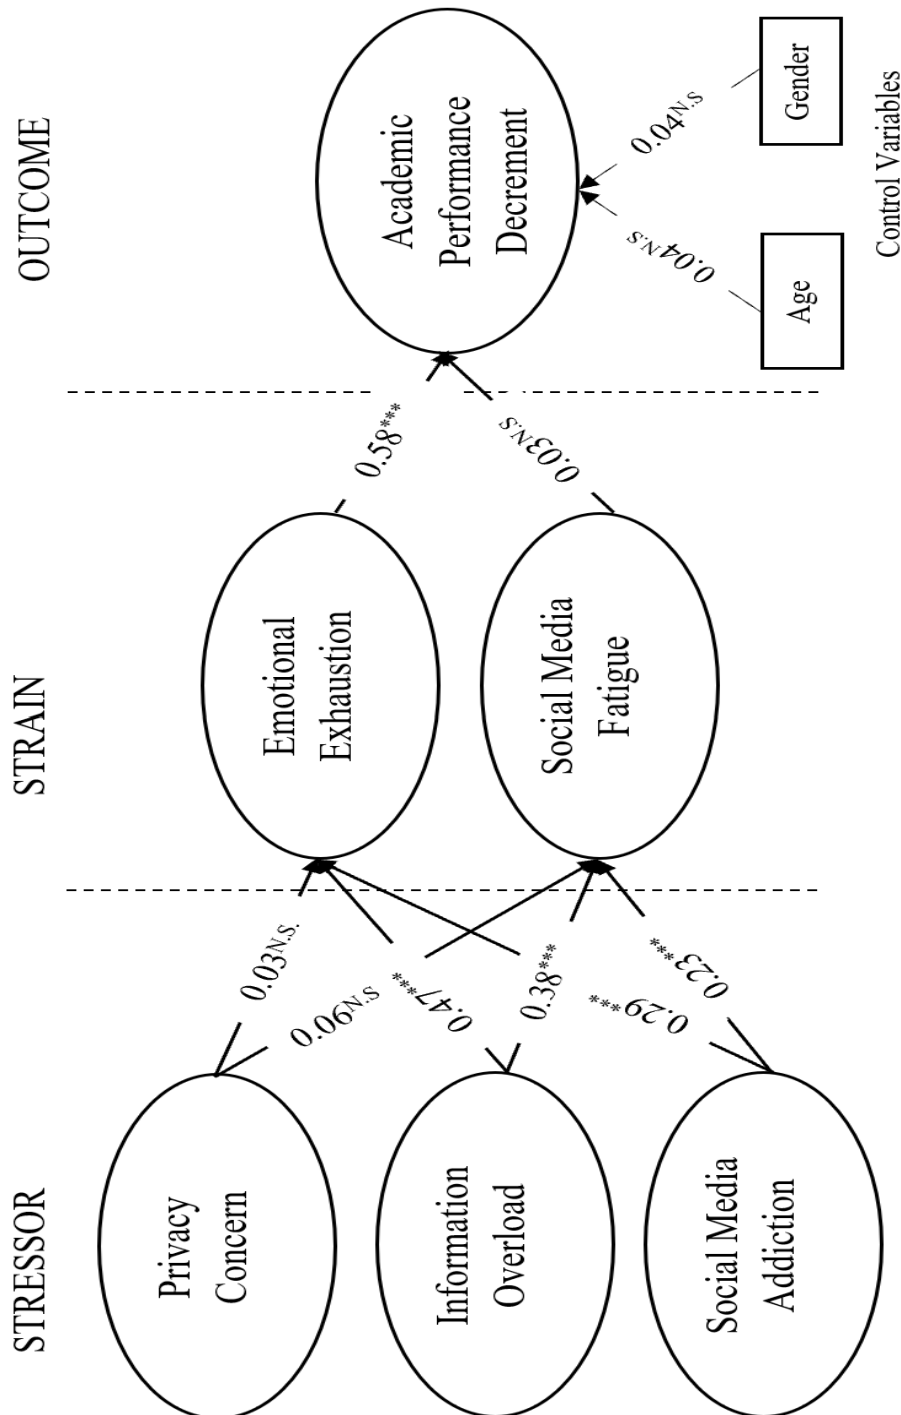 STRESSOR
STRAIN
OUTCOME
Privacy
Concern
Information
Overload
Social Media
Addiction
0.03N.S.
0.06N.S
0.47***
0.38***
0.29***
0.23***
Emotional
Exhaustion
Social Media
Fatigue
0.58***
0.03N.S
Academic
Performance
Decrement
0.04N.S
0.04N.S
Age
Gender
Control Variables